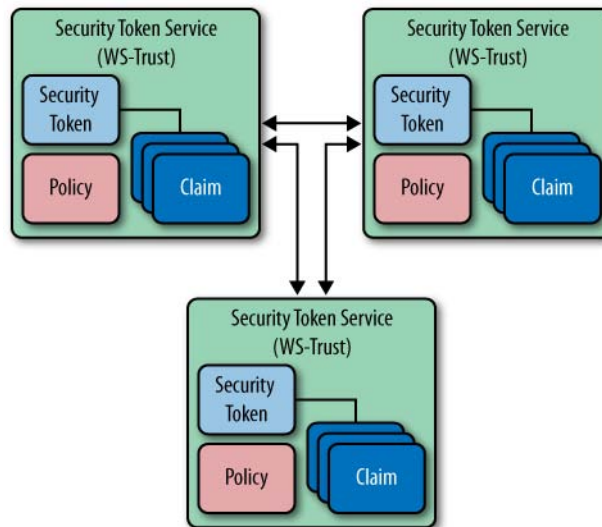 Security Token Service
(WS-Trust)
Security
Token
Policy
Claim
Security Token Service
(WS-Trust)
Security
Token
Policy
Claim
Security Token Service
(WS-Trust)
Security
Token
Policy
Claim